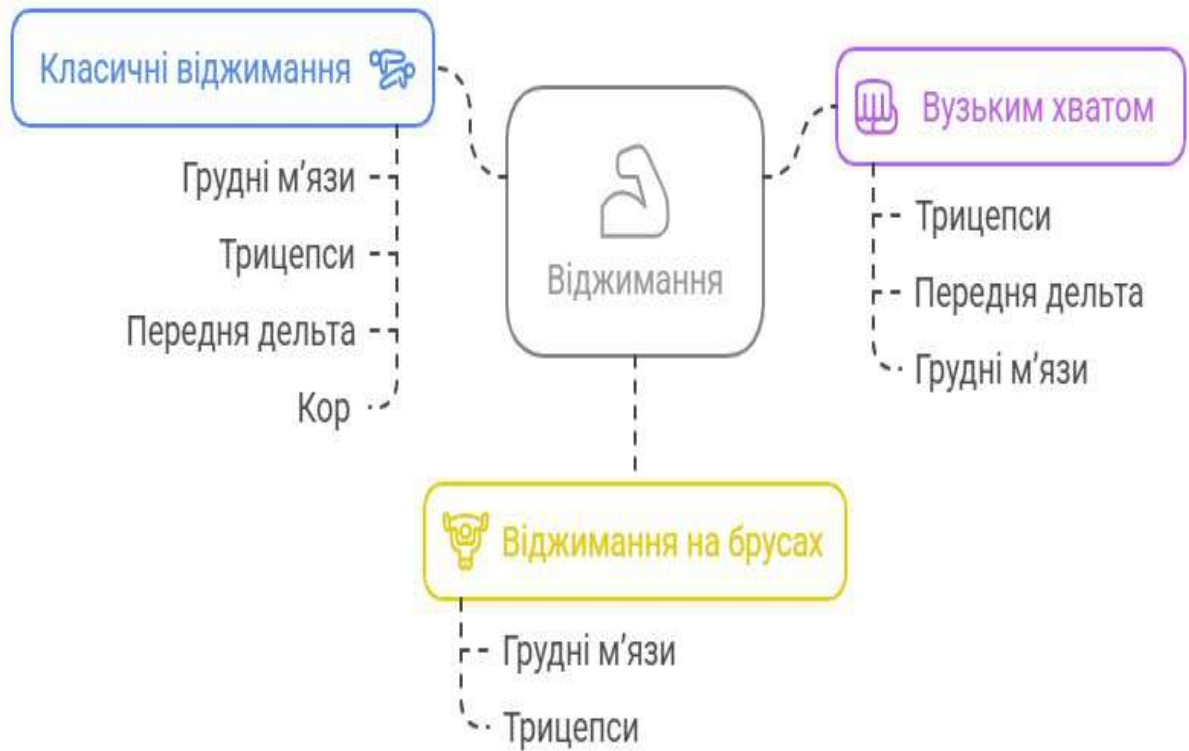 Класичні віджимання
Грудні м’язи
Трицепси
Передня дельта
Кор
Віджимання
Вузьким хватом
Трицепси
Передня дельта
Грудні м’язи
Віджимання на брусах
Грудні м’язи
Трицепси